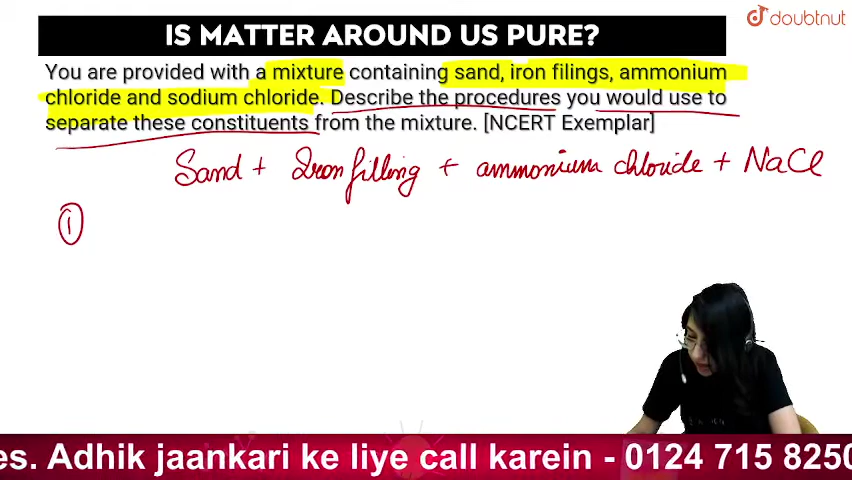 doubtnut
IS MATTER AROUND US PURE?
You are provided with a mixture containing sand, iron filings, ammonium
chloride and sodium chloride. Describe the procedures you would use to
separate these constituents from the mixture. [NCERT Exemplar]
Sand + Iron filling + ammonium chloride + NaCl
1
es. Adhik jaankari ke liye call karein - 0124 715 8250